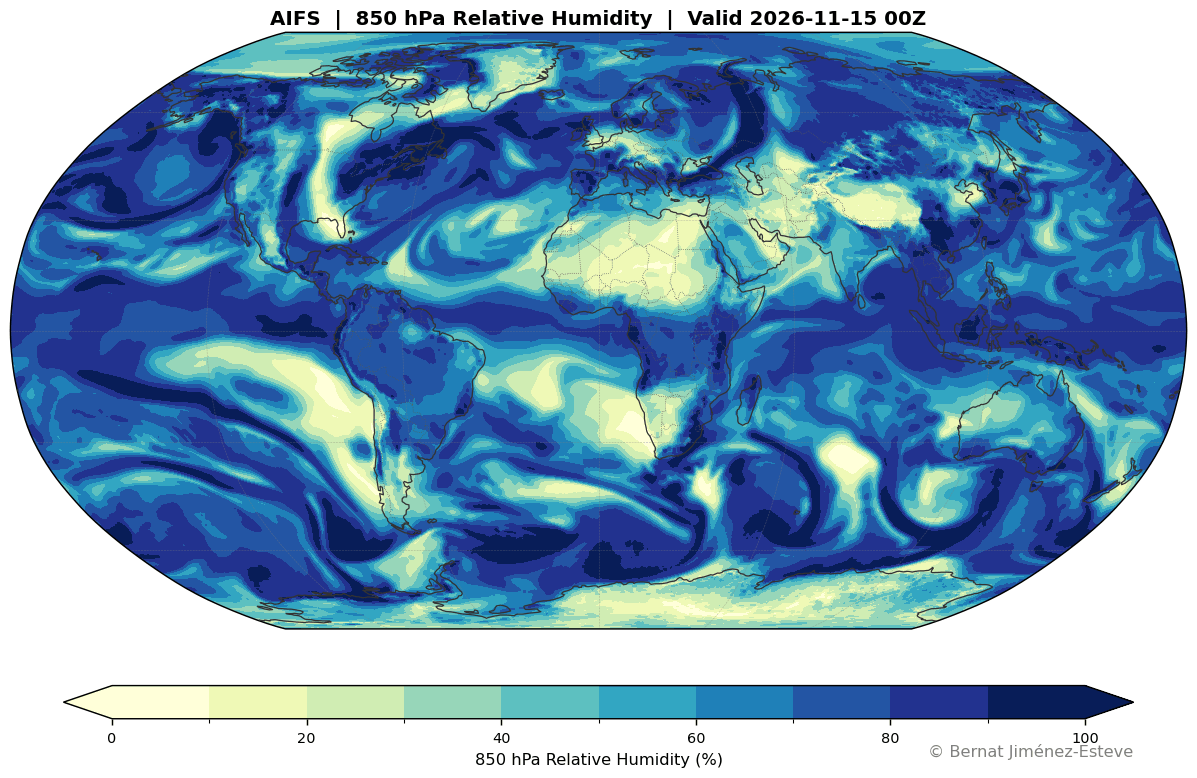 AIFS | 850 hPa Relative Humidity | Valid 2026-11-15 00Z
0 20 40 60 80 100
850 hPa Relative Humidity (%)
© Bernat Jiménez-Esteve